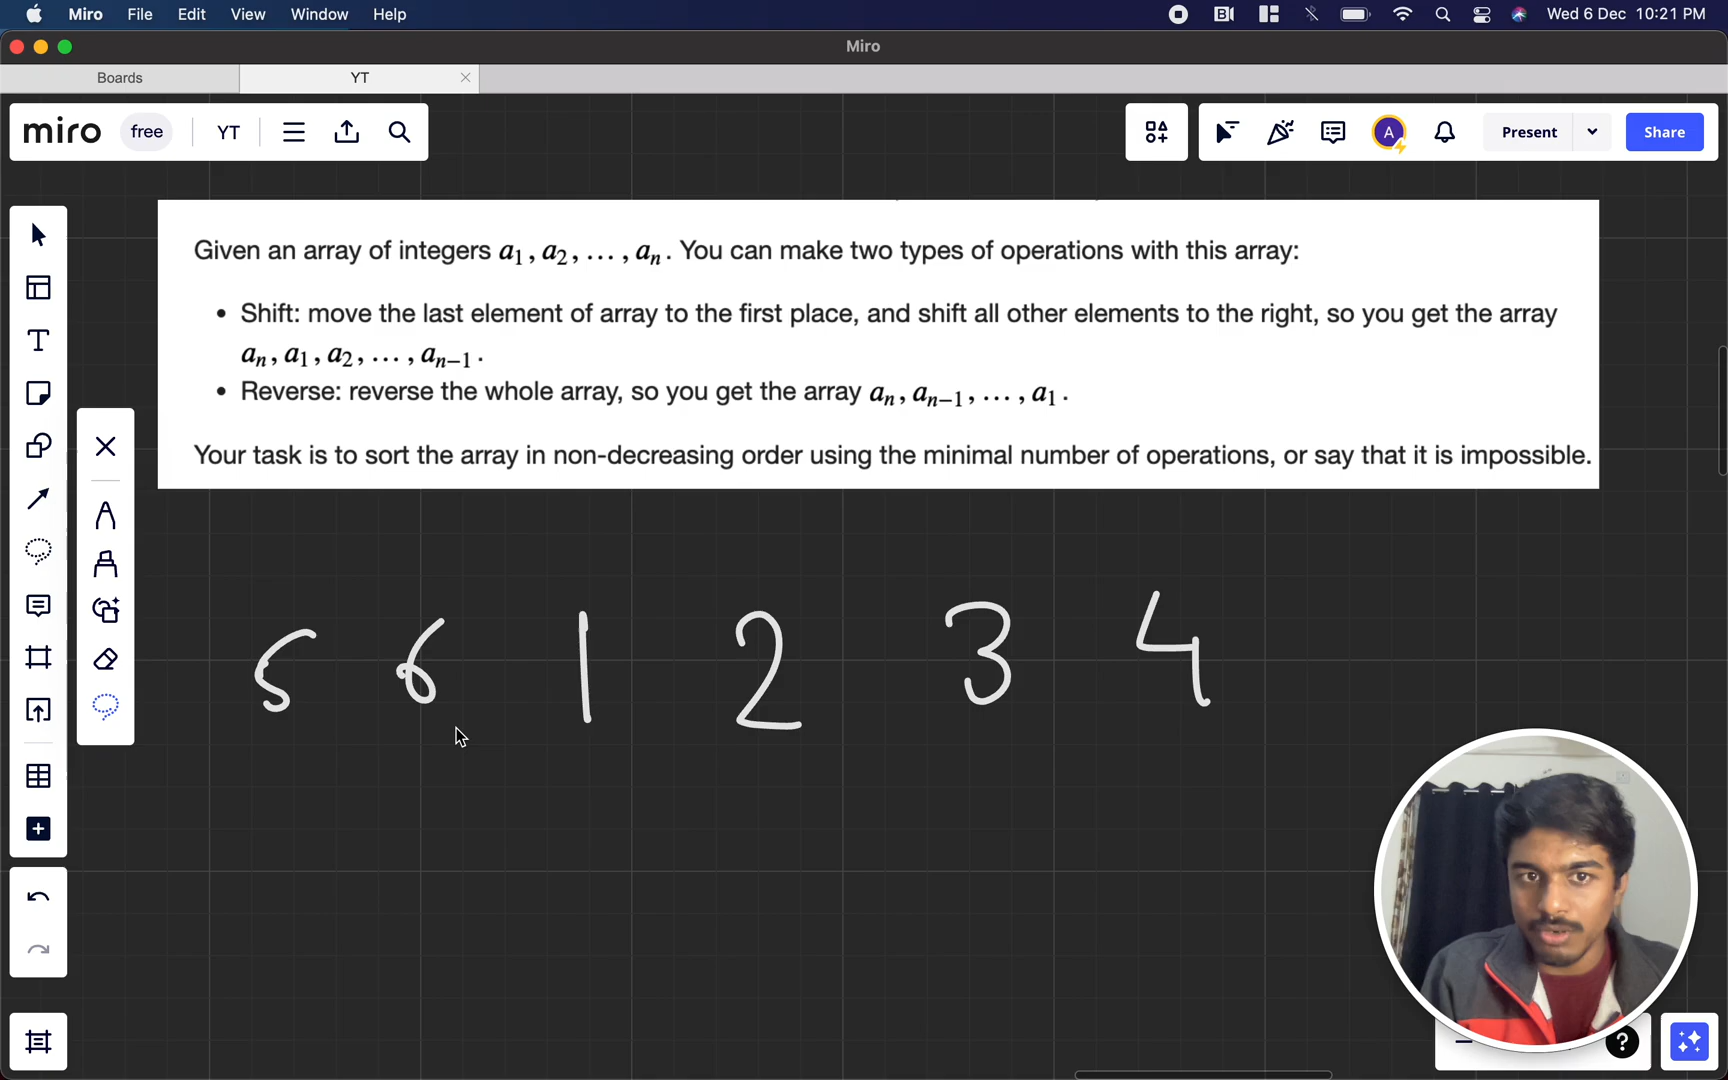 Miro File Edit View Window Help Wed 6 Dec 10:21 PM
Miro
Boards YT
miro free YT A Present Share
Given an array of integers a₁, a₂, …, aₙ. You can make two types of operations with this array:
• Shift: move the last element of array to the first place, and shift all other elements to the right, so you get the array
aₙ, a₁, a₂, …, aₙ₋₁.
• Reverse: reverse the whole array, so you get the array aₙ, aₙ₋₁, …, a₁.
Your task is to sort the array in non-decreasing order using the minimal number of operations, or say that it is impossible.
5 6 1 2 3 4
?